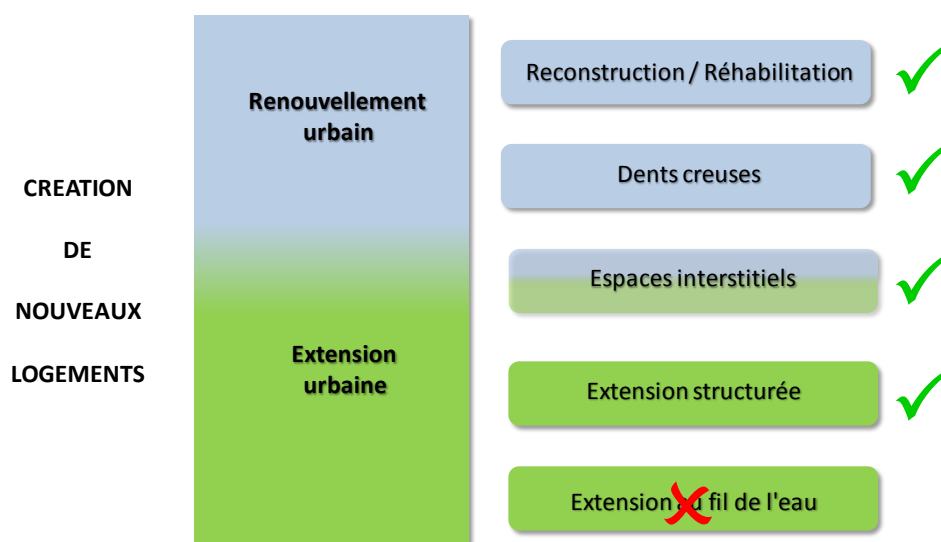 CREATION
DE
NOUVEAUX
LOGEMENTS
Renouvellement
urbain
Extension
urbaine
Reconstruction / Réhabilitation
Dents creuses
Espaces interstitiels
Extension structurée
Extension au fil de l'eau